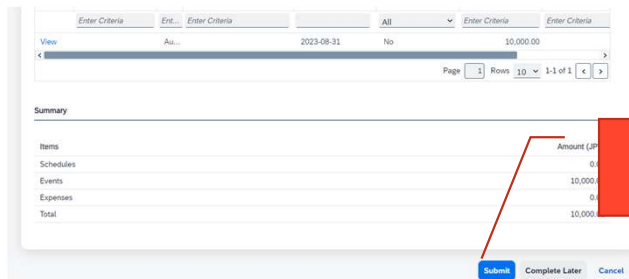 Enter Criteria Ent... Enter Criteria All Enter Criteria Enter Criteria
View Au... 2023-08-31 No 10,000.00
Page 1 Rows 10 1-1 of 1
Summary
Items Amount (JP
Schedules 0.
Events 10,000.
Expenses 0.
Total 10,000.
Submit Complete Later Cancel